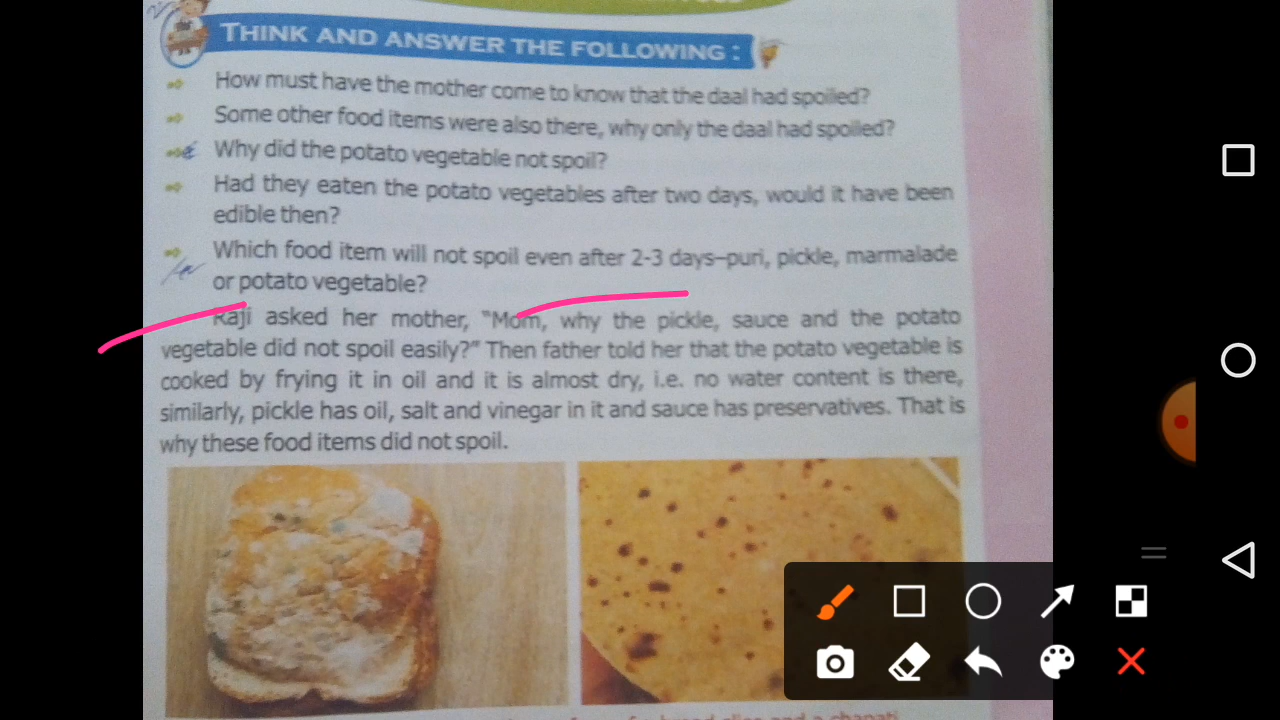 THINK AND ANSWER THE FOLLOWING :
How must have the mother come to know that the daal had spoiled?
Some other food items were also there, why only the daal had spoiled?
Why did the potato vegetable not spoil?
Had they eaten the potato vegetables after two days, would it have been
edible then?
Which food item will not spoil even after 2-3 days–puri, pickle, marmalade
or potato vegetable?
Raji asked her mother, "Mom, why the pickle, sauce and the potato
vegetable did not spoil easily?" Then father told her that the potato vegetable is
cooked by frying it in oil and it is almost dry, i.e. no water content is there,
similarly, pickle has oil, salt and vinegar in it and sauce has preservatives. That is
why these food items did not spoil.
bread slice and a chapati